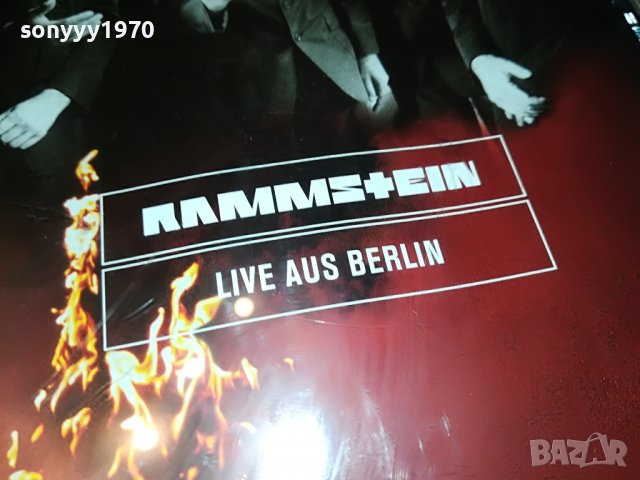 sonyyy1970
RAMMSTEIN
LIVE AUS BERLIN
BAZAR